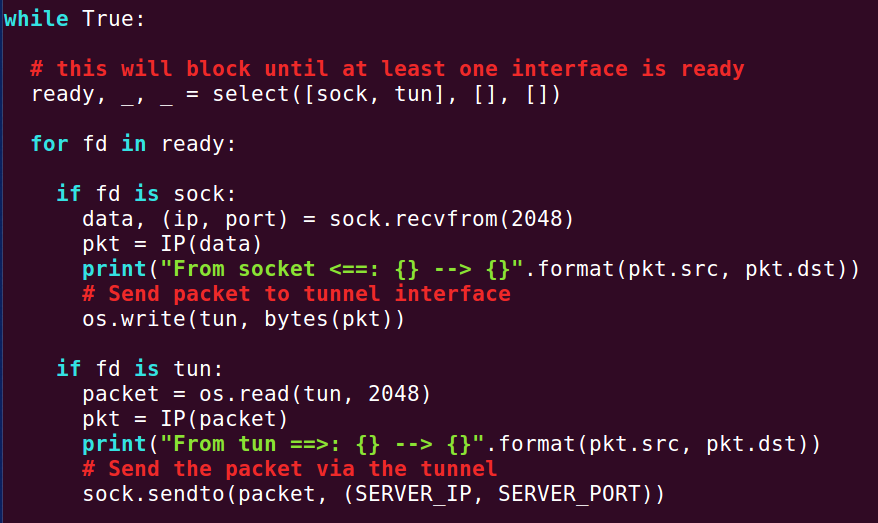 while True:
# this will block until at least one interface is ready
ready, _, _ = select([sock, tun], [], [])
for fd in ready:
if fd is sock:
data, (ip, port) = sock.recvfrom(2048)
pkt = IP(data)
print("From socket <==: {} --> {}".format(pkt.src, pkt.dst))
# Send packet to tunnel interface
os.write(tun, bytes(pkt))
if fd is tun:
packet = os.read(tun, 2048)
pkt = IP(packet)
print("From tun ==>: {} --> {}".format(pkt.src, pkt.dst))
# Send the packet via the tunnel
sock.sendto(packet, (SERVER_IP, SERVER_PORT))